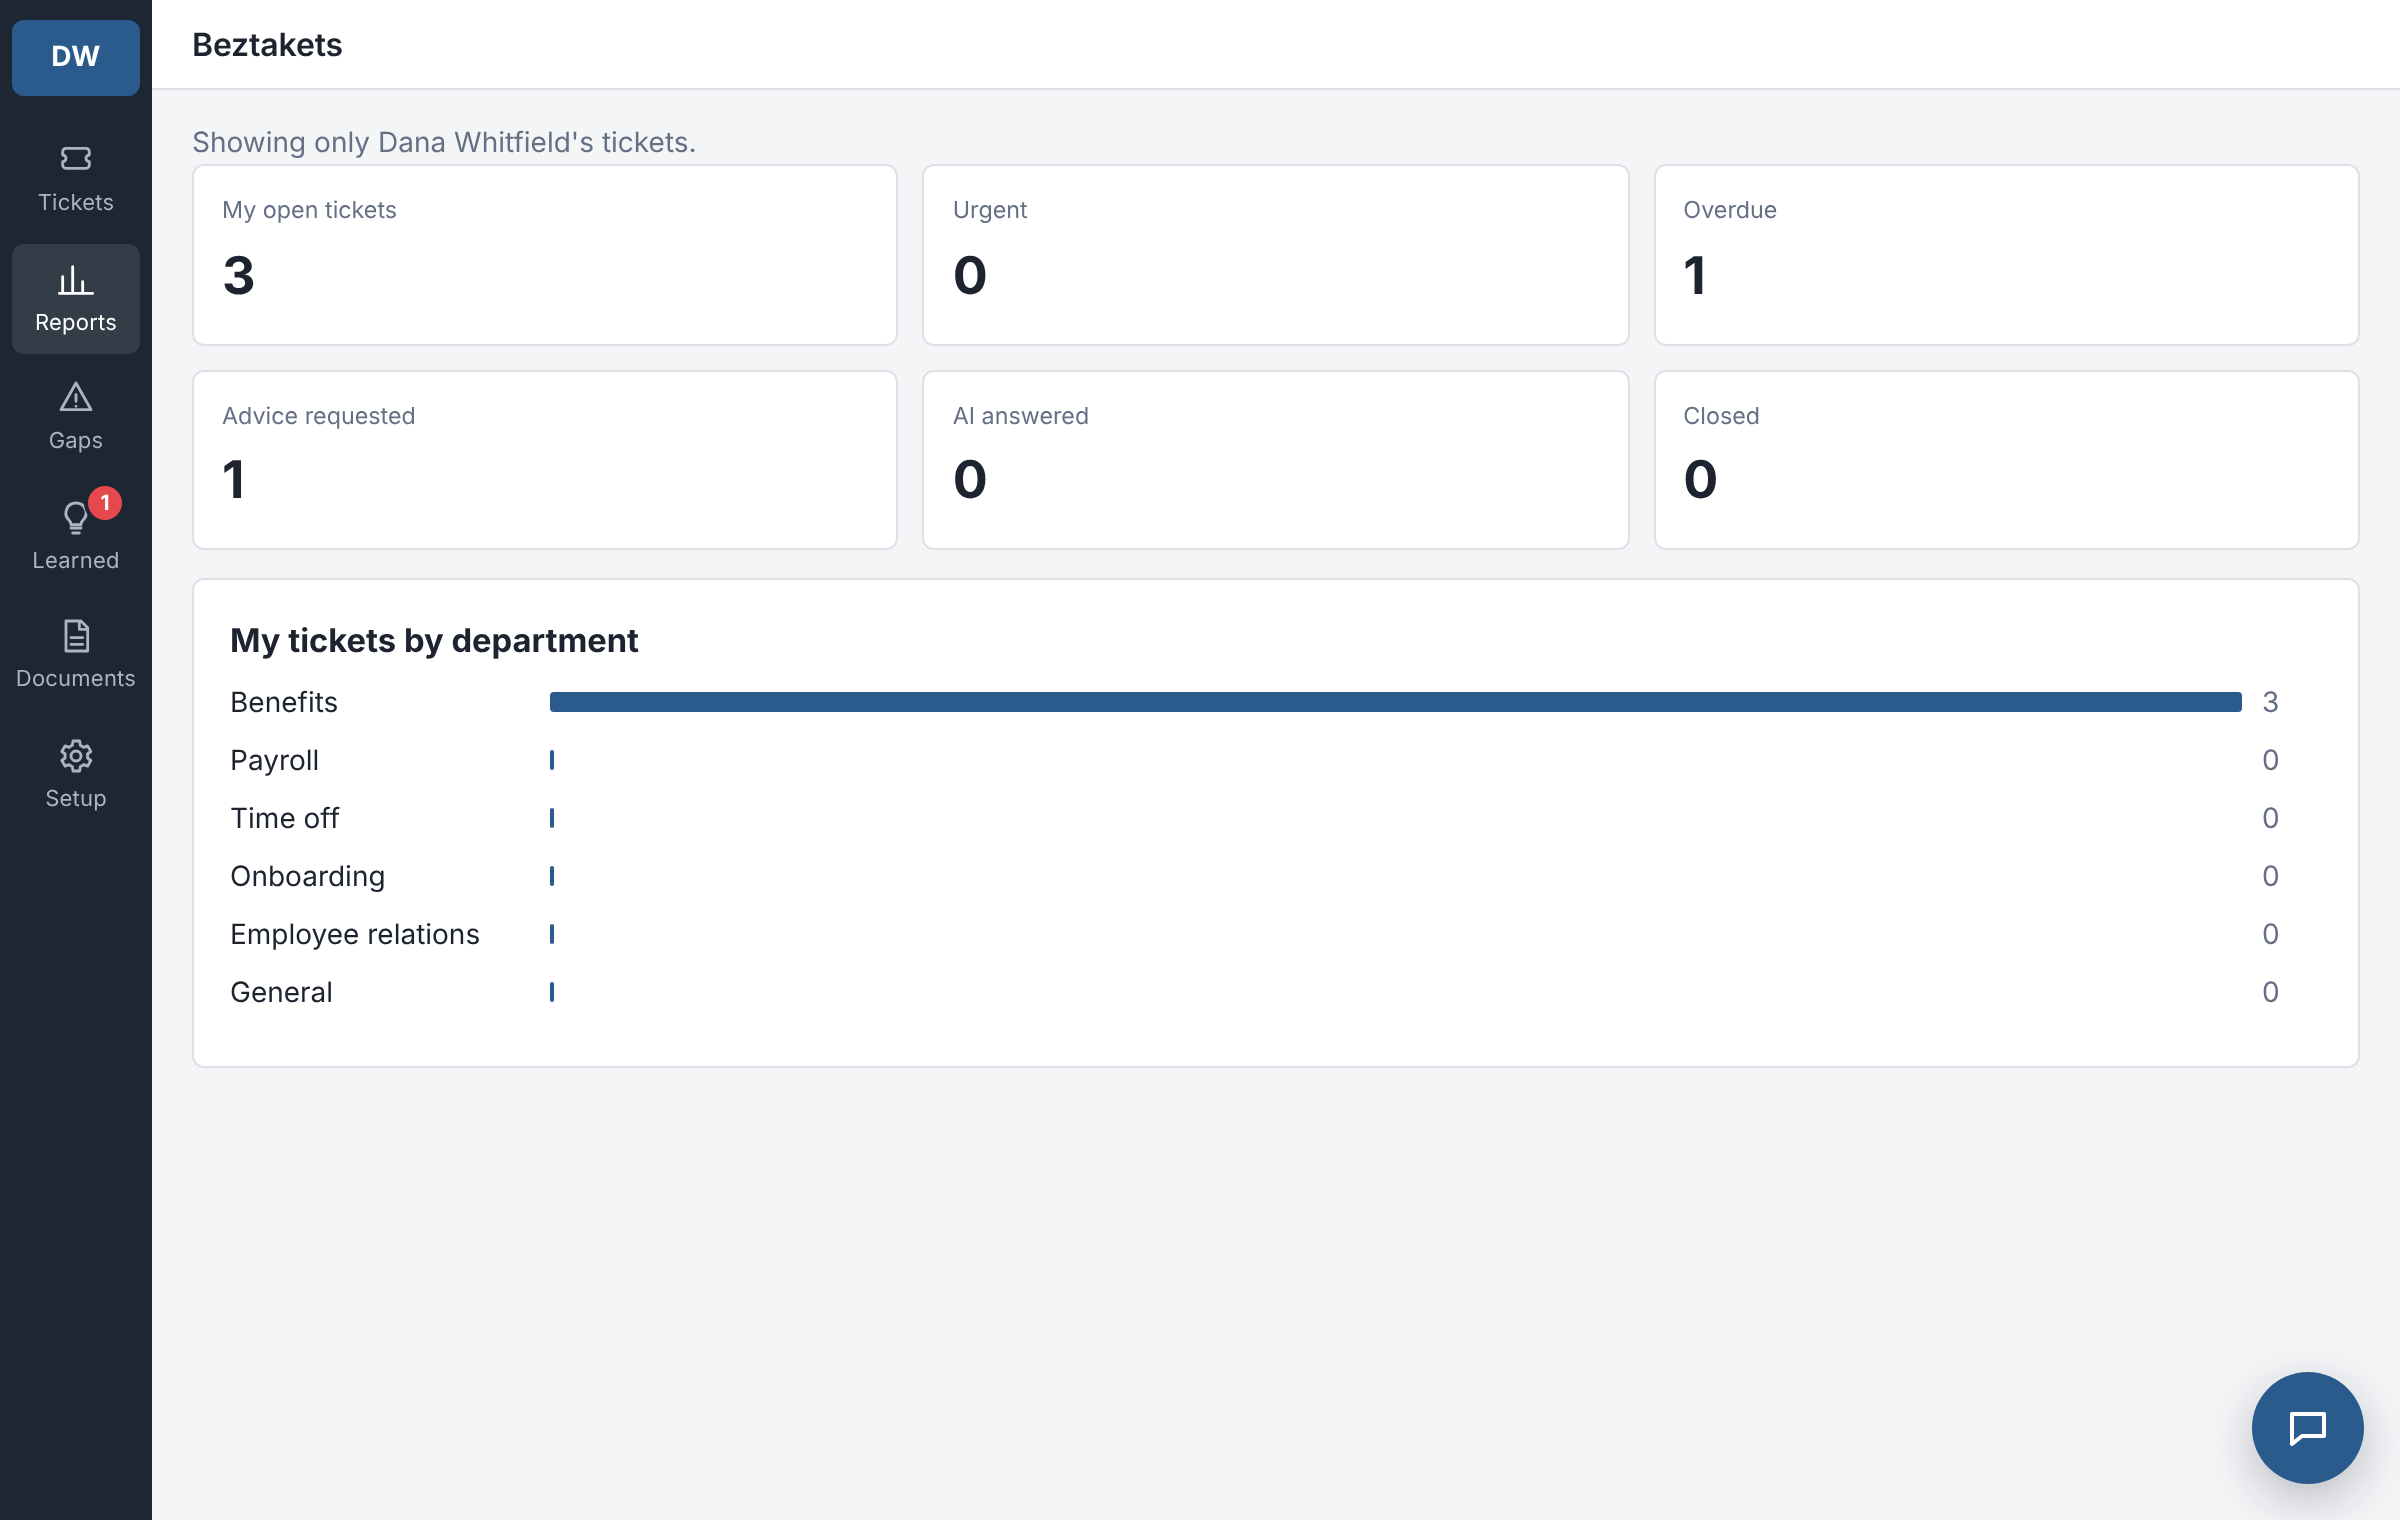 DW
Tickets
Reports
Gaps
1
Learned
Documents
Setup
Beztakets
Showing only Dana Whitfield's tickets.
My open tickets
3
Urgent
0
Overdue
1
Advice requested
1
AI answered
0
Closed
0
My tickets by department
Benefits 3
Payroll 0
Time off 0
Onboarding 0
Employee relations 0
General 0